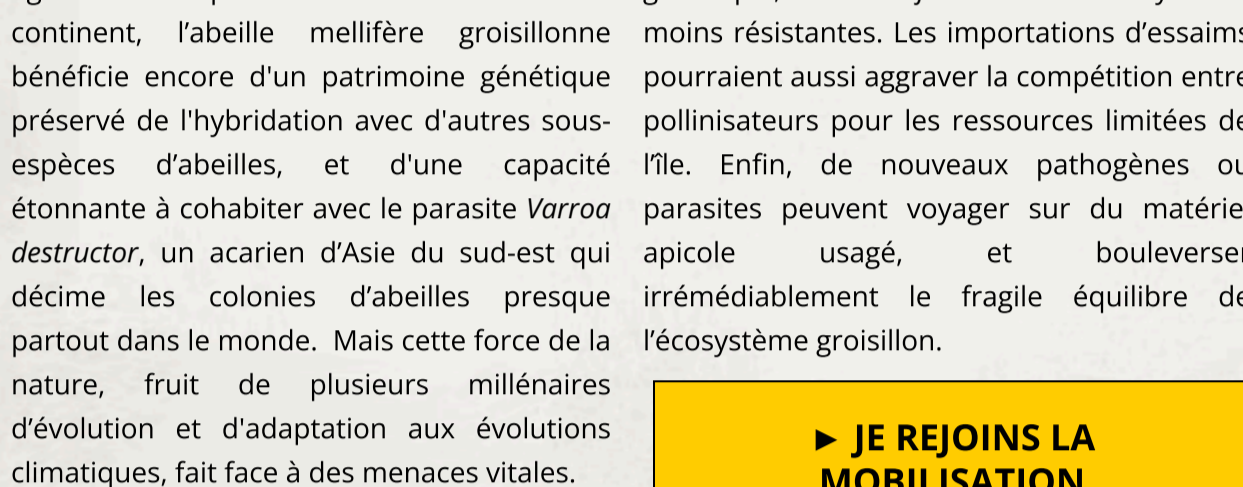 continent, l’abeille mellifère groisillonne
bénéficie encore d'un patrimoine génétique
préservé de l'hybridation avec d'autres sous-
espèces d’abeilles, et d'une capacité
étonnante à cohabiter avec le parasite Varroa
destructor, un acarien d’Asie du sud-est qui
décime les colonies d’abeilles presque
partout dans le monde.  Mais cette force de la
nature, fruit de plusieurs millénaires
d’évolution et d'adaptation aux évolutions
climatiques, fait face à des menaces vitales.
moins résistantes. Les importations d’essaims
pourraient aussi aggraver la compétition entre
pollinisateurs pour les ressources limitées de
l’île. Enfin, de nouveaux pathogènes ou
parasites peuvent voyager sur du matériel
apicole usagé, et bouleverser
irrémédiablement le fragile équilibre de
l’écosystème groisillon.
► JE REJOINS LA
MOBILISATION